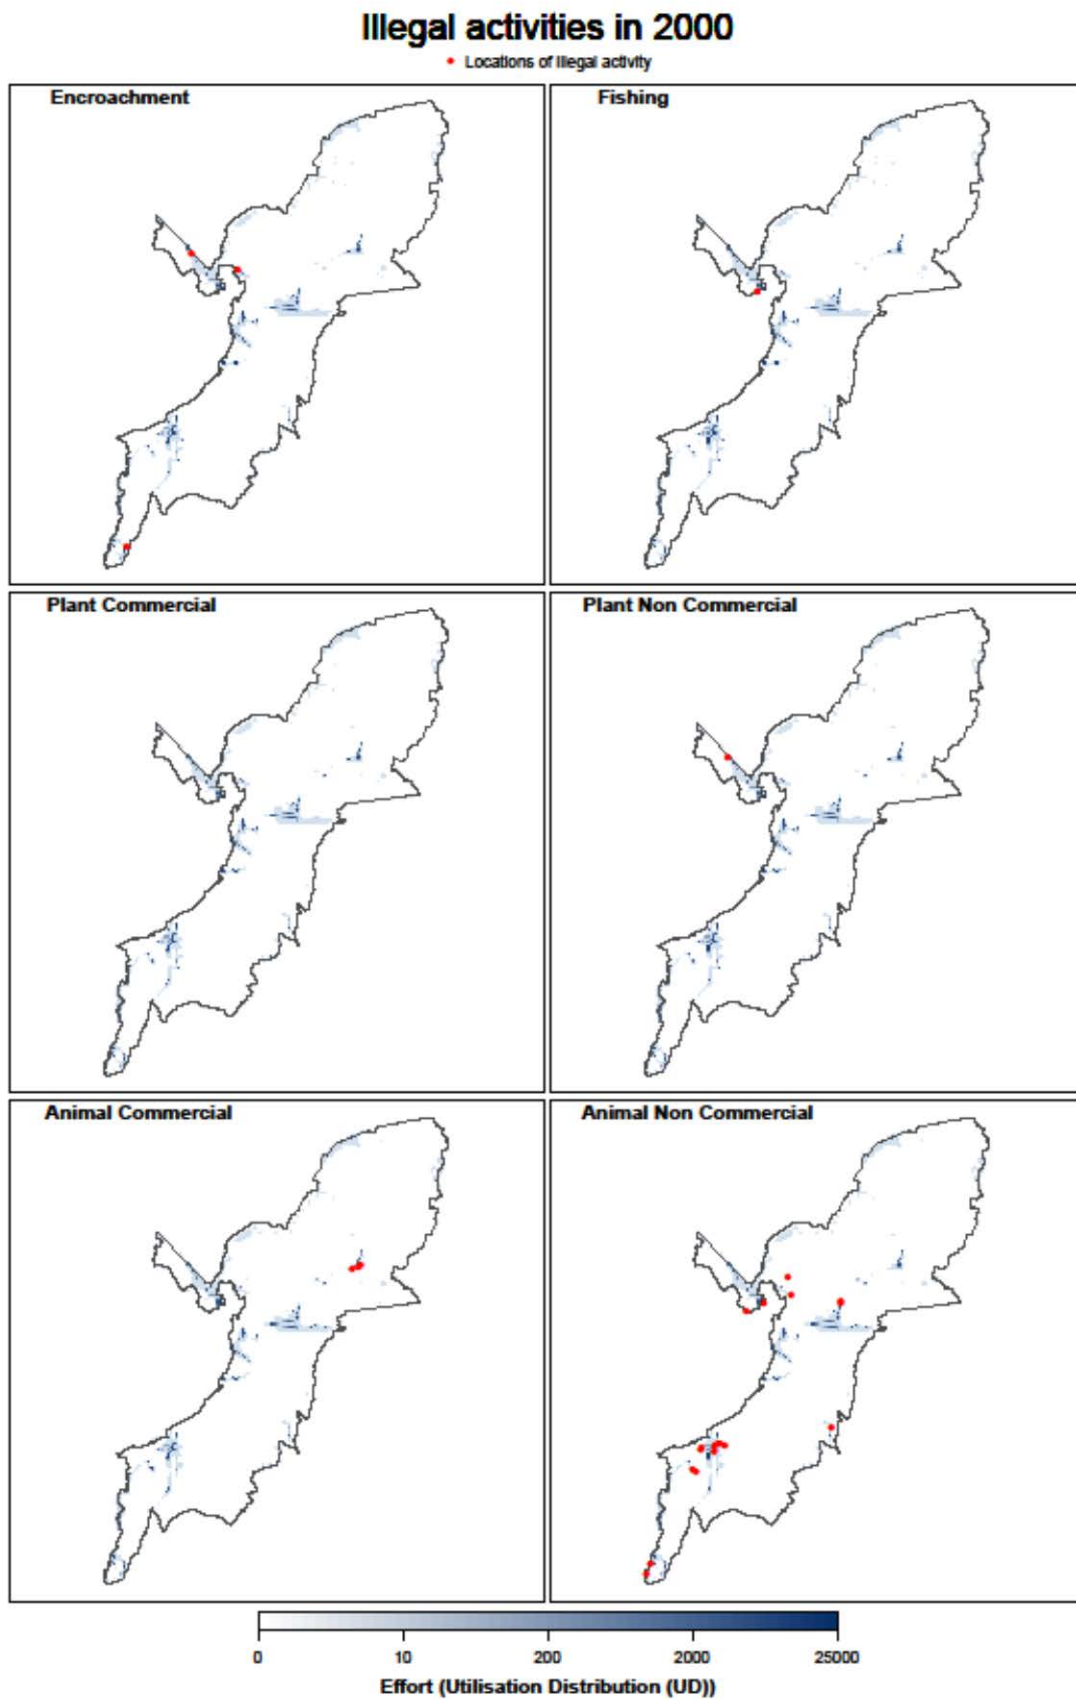 Illegal activities in 2000
Locations of illegal activity
Encroachment
Fishing
Plant Commercial
Plant Non Commercial
Animal Commercial
Animal Non Commercial
0 10 200 2000 25000
Effort (Utilisation Distribution (UD))